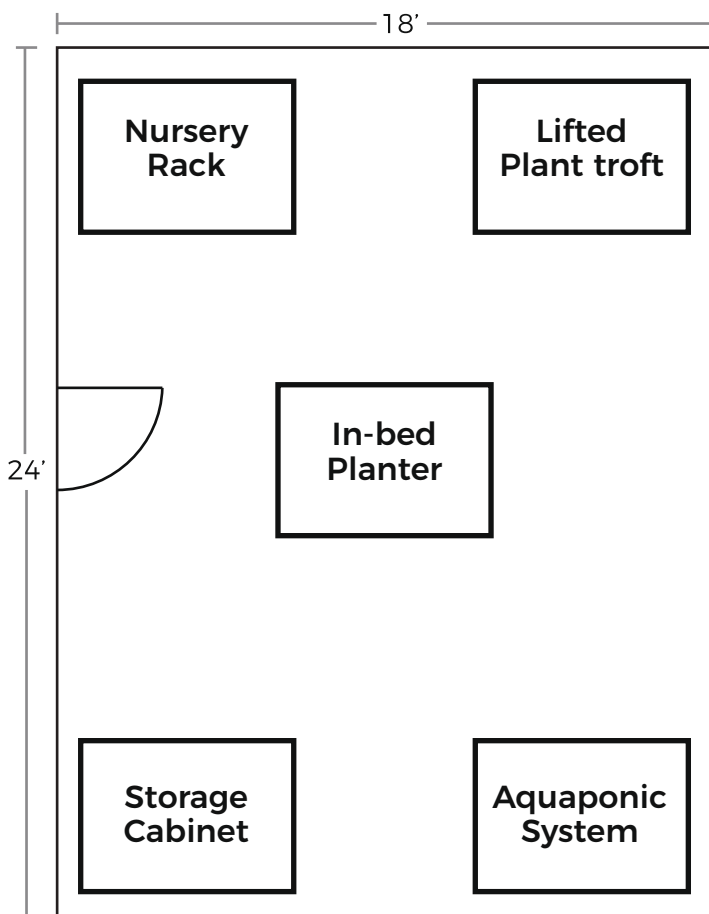 18’
Nursery
Rack
Lifted
Plant troft
24’
In-bed
Planter
Storage
Cabinet
Aquaponic
System